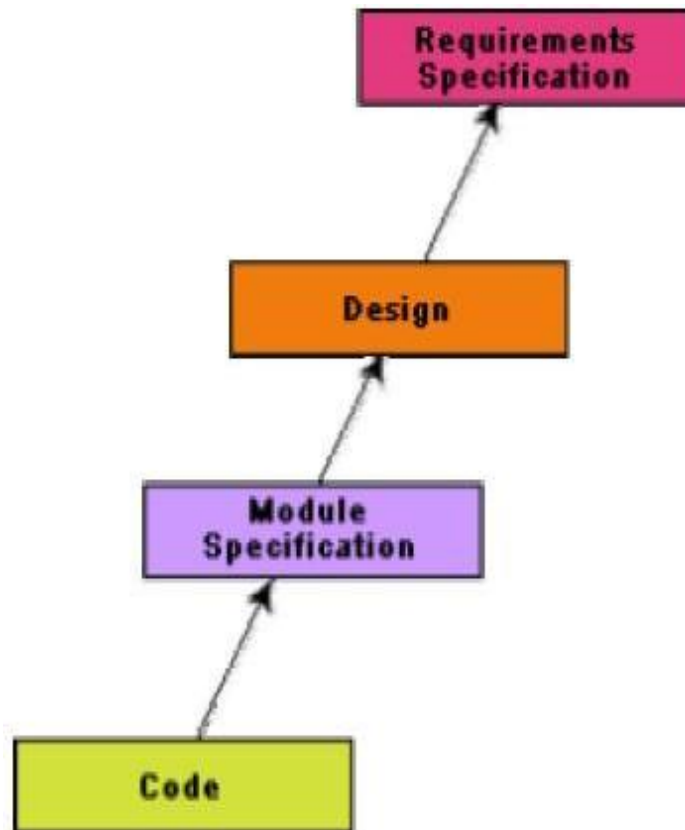 Requirements
Specification
Design
Module
Specification
Code